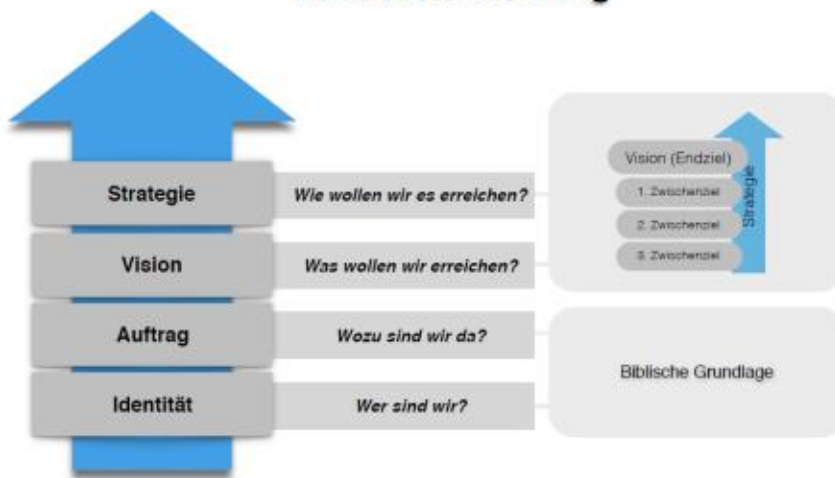 Strategie
Wie wollen wir es erreichen?
Vision
Was wollen wir erreichen?
Auftrag
Wozu sind wir da?
Identität
Wer sind wir?
Vision (Endziel)
1. Zwischenziel
2. Zwischenziel
3. Zwischenziel
Strategie
Biblische Grundlage